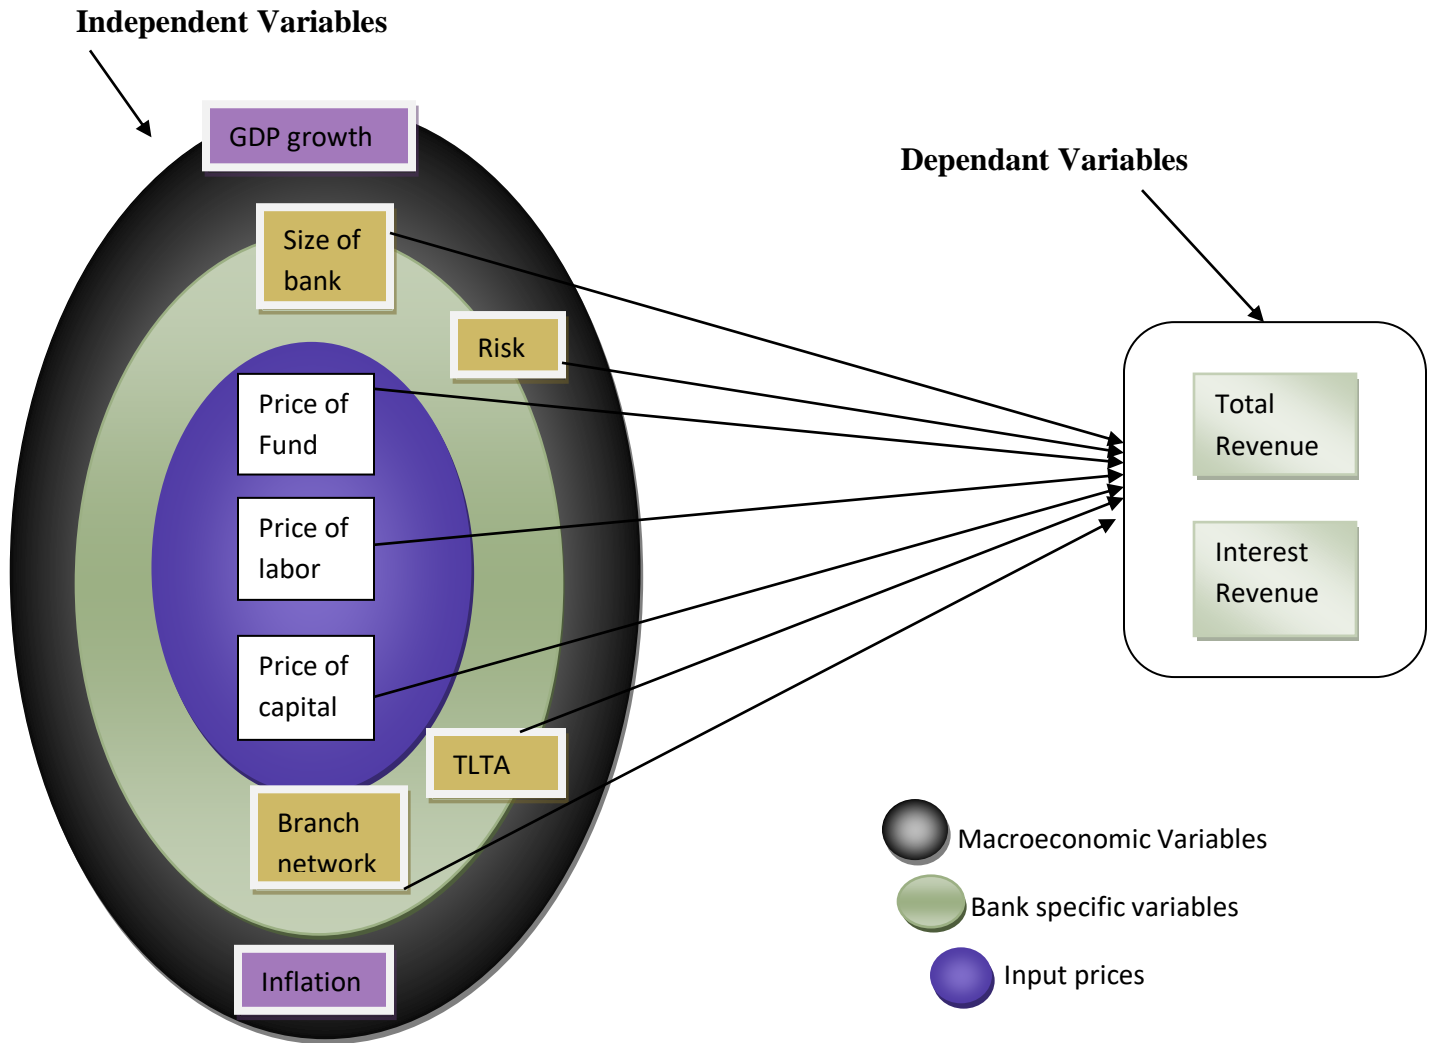 Independent Variables
GDP growth
Dependant Variables
Size of
bank
Risk
Price of
Fund
Total
Revenue
Price of
labor
Interest
Revenue
Price of
capital
TLTA
Branch
network
Macroeconomic Variables
Bank specific variables
Inflation
Input prices